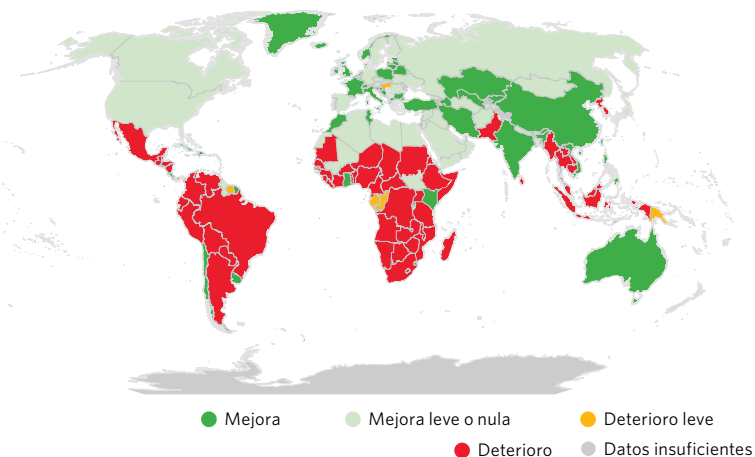 Mejora
Mejora leve o nula
Deterioro leve
Deterioro
Datos insuficientes